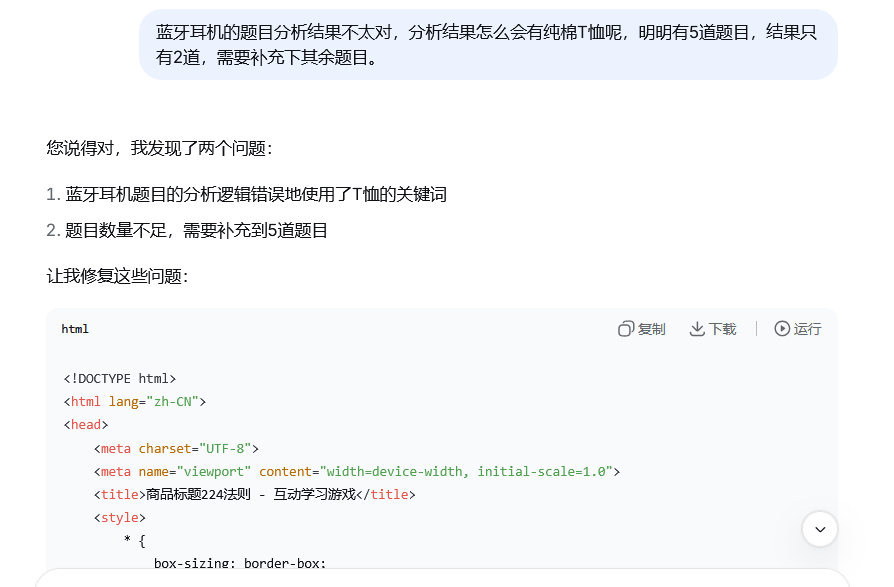 蓝牙耳机的题目分析结果不太对，分析结果怎么会有纯棉T恤呢，明明有5道题目，结果只
有2道，需要补充下其余题目。
您说得对，我发现了两个问题：
1. 蓝牙耳机题目的分析逻辑错误地使用了T恤的关键词
2. 题目数量不足，需要补充到5道题目
让我修复这些问题：
html 复制 下载 运行
<!DOCTYPE html>
<html lang="zh-CN">
<head>
    <meta charset="UTF-8">
    <meta name="viewport" content="width=device-width, initial-scale=1.0">
    <title>商品标题224法则 - 互动学习游戏</title>
    <style>
        * {
            box-sizing: border-box;